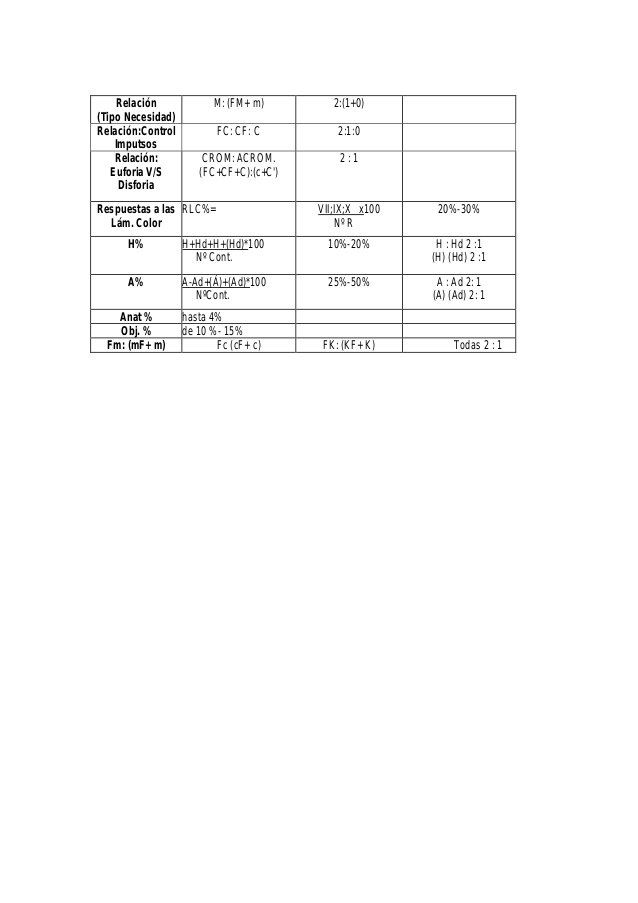 Relación M: (FM+ m) 2:(1+0)
(Tipo Necesidad)
Relación:Control FC: CF: C 2:1:0
Imputsos
Relación: CROM: ACROM. 2 : 1
Euforia V/S (FC+CF+C):(c+C')
Disforia
Respuestas a las RLC%= VII;IX;X x100 20%-30%
Lám. Color Nº R
H% H+Hd+H+(Hd)*100 10%-20% H : Hd 2 :1
Nº Cont. (H) (Hd) 2 :1
A% A-Ad+(Á)+(Ad)*100 25%-50% A : Ad 2: 1
NºCont. (A) (Ad) 2: 1
Anat % hasta 4%
Obj. % de 10 %- 15%
Fm: (mF+ m) Fc (cF+ c) FK: (KF+ K) Todas 2 : 1